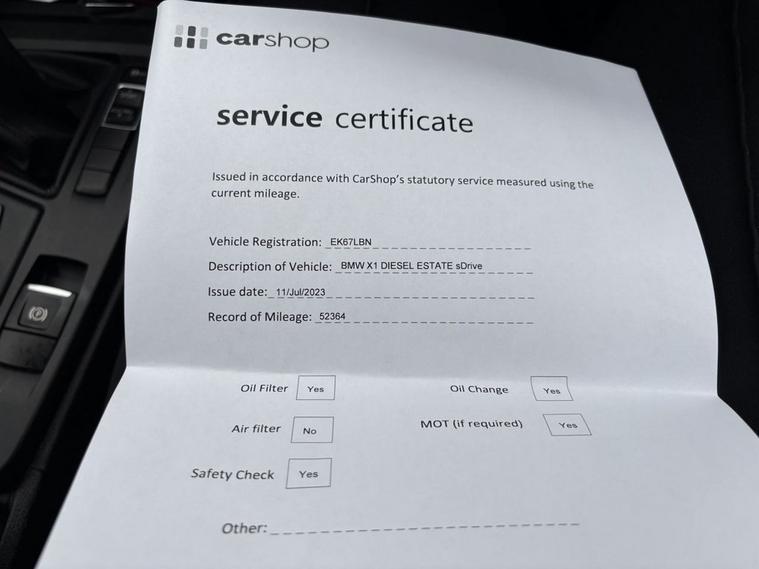 carshop
service certificate
Issued in accordance with CarShop's statutory service measured using the
current mileage.
Vehicle Registration: EK67LBN
Description of Vehicle: BMW X1 DIESEL ESTATE sDrive
Issue date: 11/Jul/2023
Record of Mileage: 52364
Oil Filter Yes Oil Change Yes
Air filter No MOT (if required) Yes
Safety Check Yes
Other: